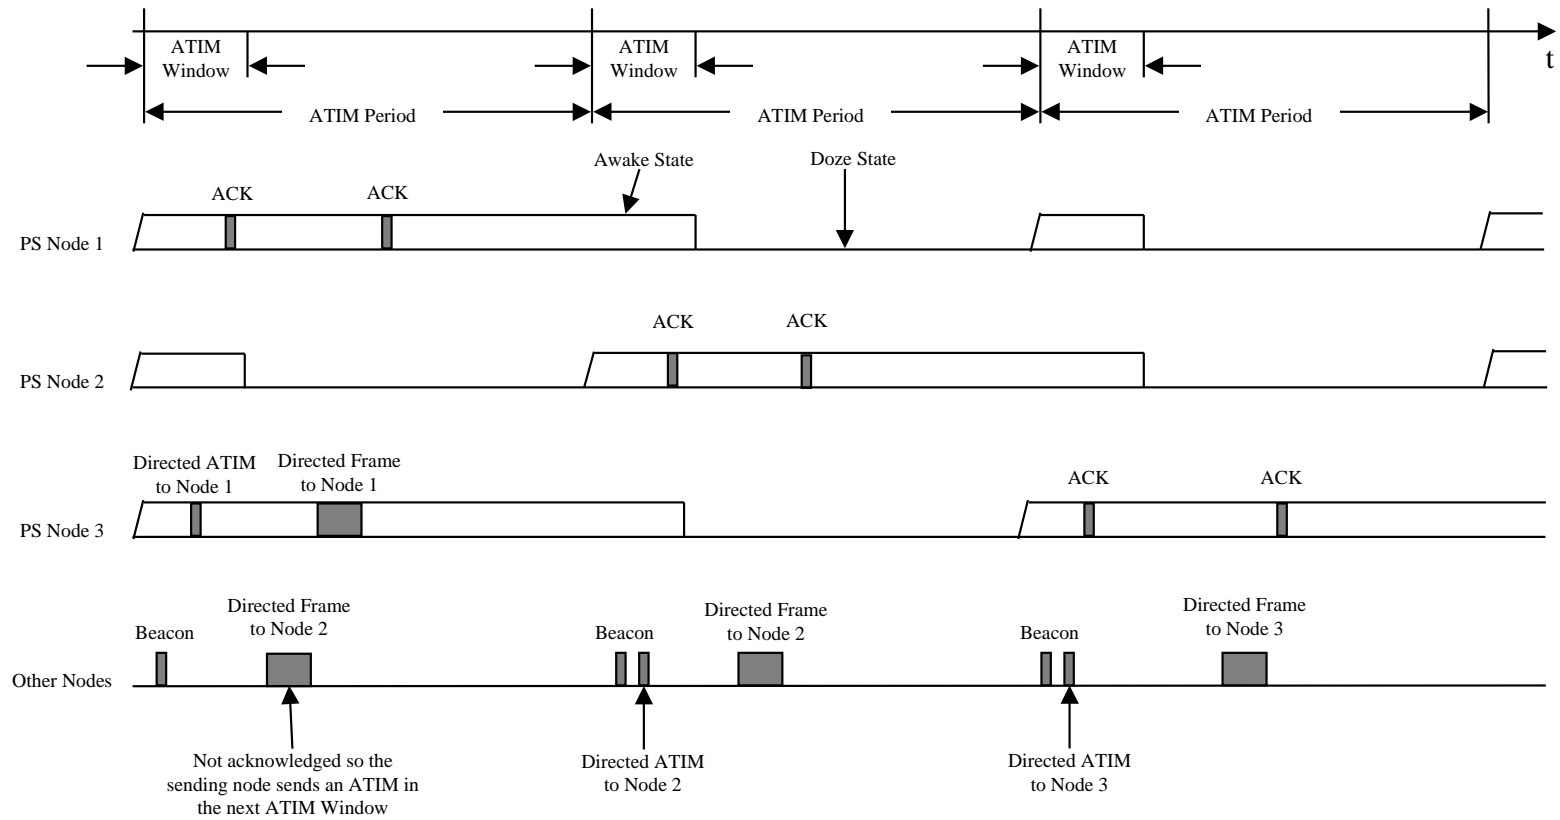 ATIM
Window
ATIM
Window
ATIM
Window
t
ATIM Period
ATIM Period
ATIM Period
Awake State
Doze State
ACK
ACK
PS Node 1
ACK
ACK
PS Node 2
Directed ATIM
to Node 1
Directed Frame
to Node 1
ACK
ACK
PS Node 3
Directed Frame
to Node 2
Directed Frame
to Node 2
Directed Frame
to Node 3
Beacon
Beacon
Beacon
Other Nodes
Not acknowledged so the
sending node sends an ATIM in
the next ATIM Window
Directed ATIM
to Node 2
Directed ATIM
to Node 3